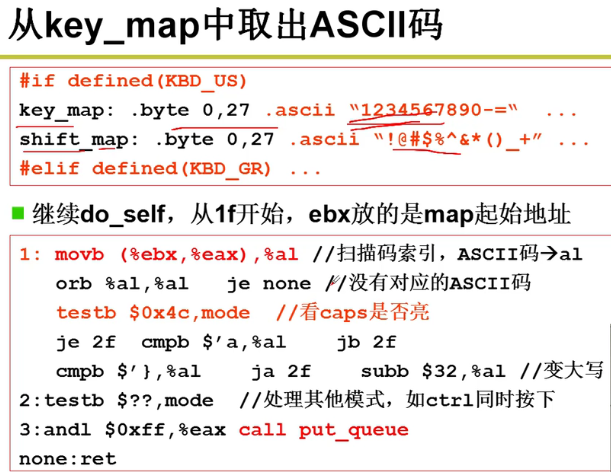 从key_map中取出ASCII码
#if defined(KBD_US)
key_map: .byte 0,27 .ascii “1234567890-=“ ...
shift_map: .byte 0,27 .ascii “!@#$%^&*()_+” ...
#elif defined(KBD_GR) ...
继续do_self，从1f开始，ebx放的是map起始地址
1: movb (%ebx,%eax),%al //扫描码索引，ASCII码→al
orb %al,%al je none //没有对应的ASCII码
testb $0x4c,mode //看caps是否亮
je 2f cmpb $’a,%al jb 2f
cmpb $’},%al ja 2f subb $32,%al //变大写
2:testb $??,mode //处理其他模式，如ctrl同时按下
3:andl $0xff,%eax call put_queue
none:ret